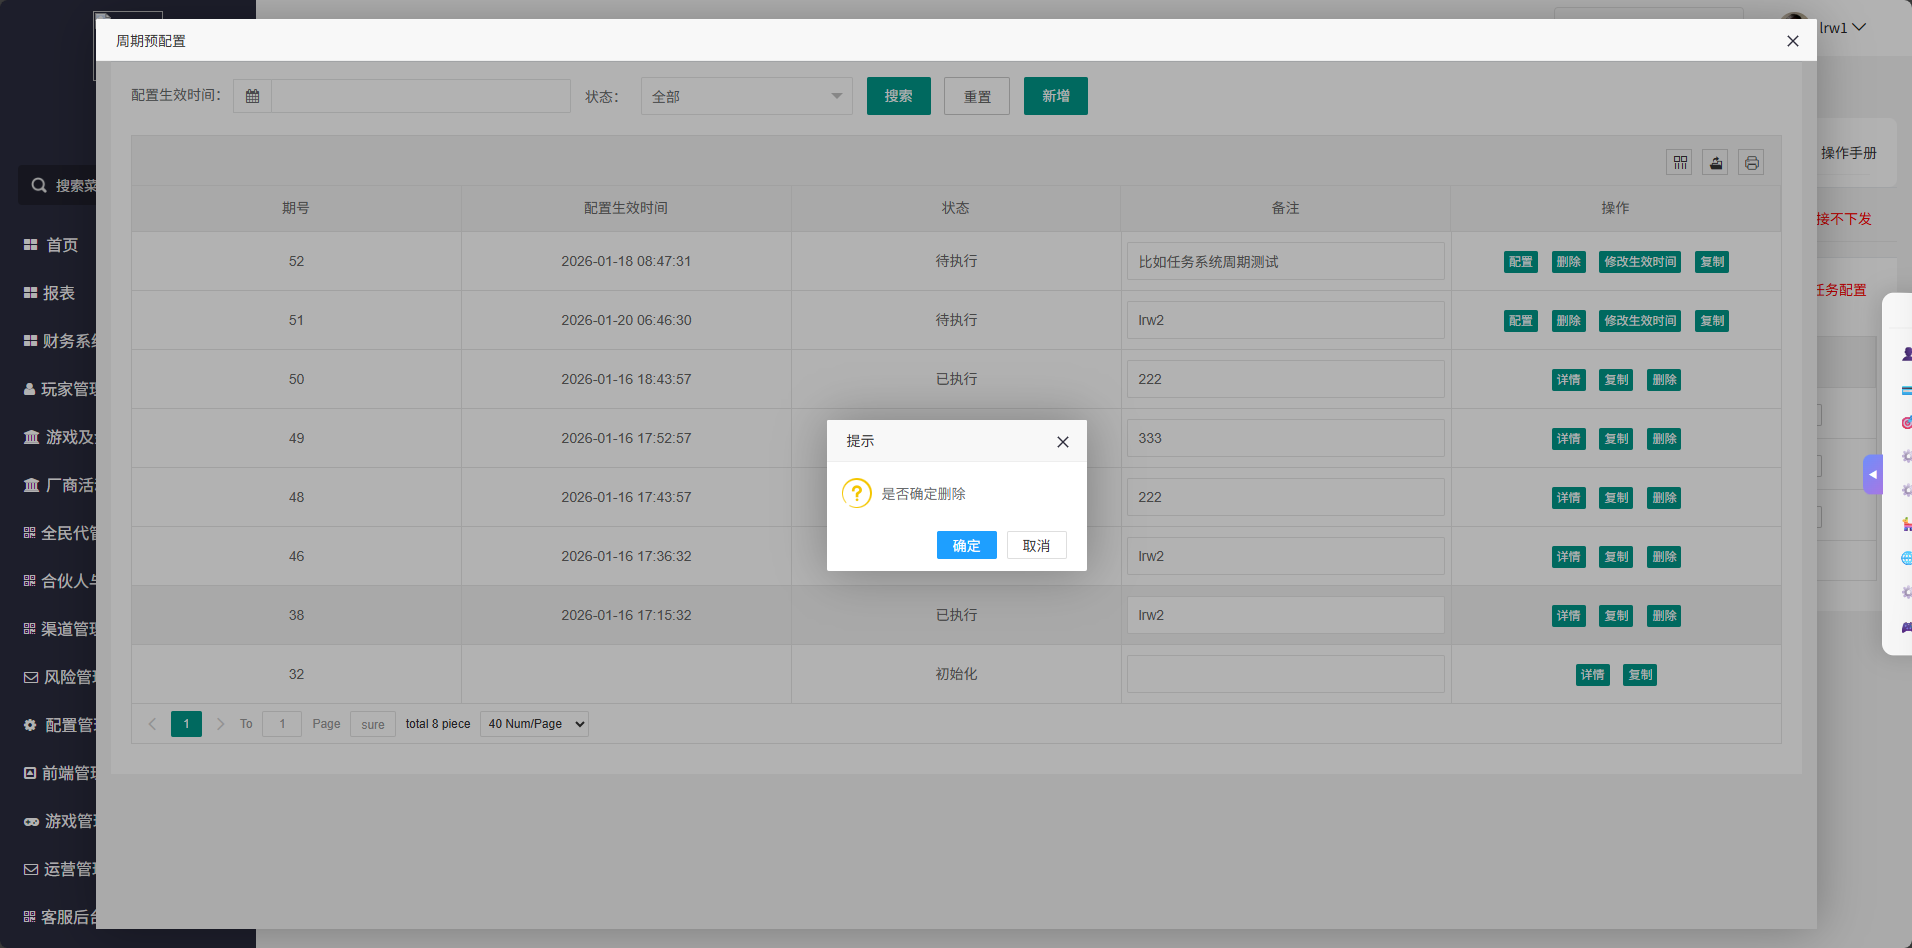 周期预配置
lrw1
配置生效时间：
状态：
全部
搜索
重置
新增
操作手册
搜索菜
接不下发
期号 配置生效时间 状态 备注 操作
首页
52 2026-01-18 08:47:31 待执行 比如任务系统周期测试 配置 删除 修改生效时间 复制
报表
任务配置
51 2026-01-20 06:46:30 待执行 lrw2 配置 删除 修改生效时间 复制
财务系统
50 2026-01-16 18:43:57 已执行 222 详情 复制 删除
玩家管理
49 2026-01-16 17:52:57 333 详情 复制 删除
游戏及
提示
是否确定删除
确定 取消
48 2026-01-16 17:43:57 222 详情 复制 删除
厂商活
全民代管
46 2026-01-16 17:36:32 lrw2 详情 复制 删除
合伙人与
38 2026-01-16 17:15:32 已执行 lrw2 详情 复制 删除
渠道管理
32 初始化 详情 复制
风险管理
1 To 1 Page sure total 8 piece 40 Num/Page
配置管理
前端管理
游戏管理
运营管理
客服后台